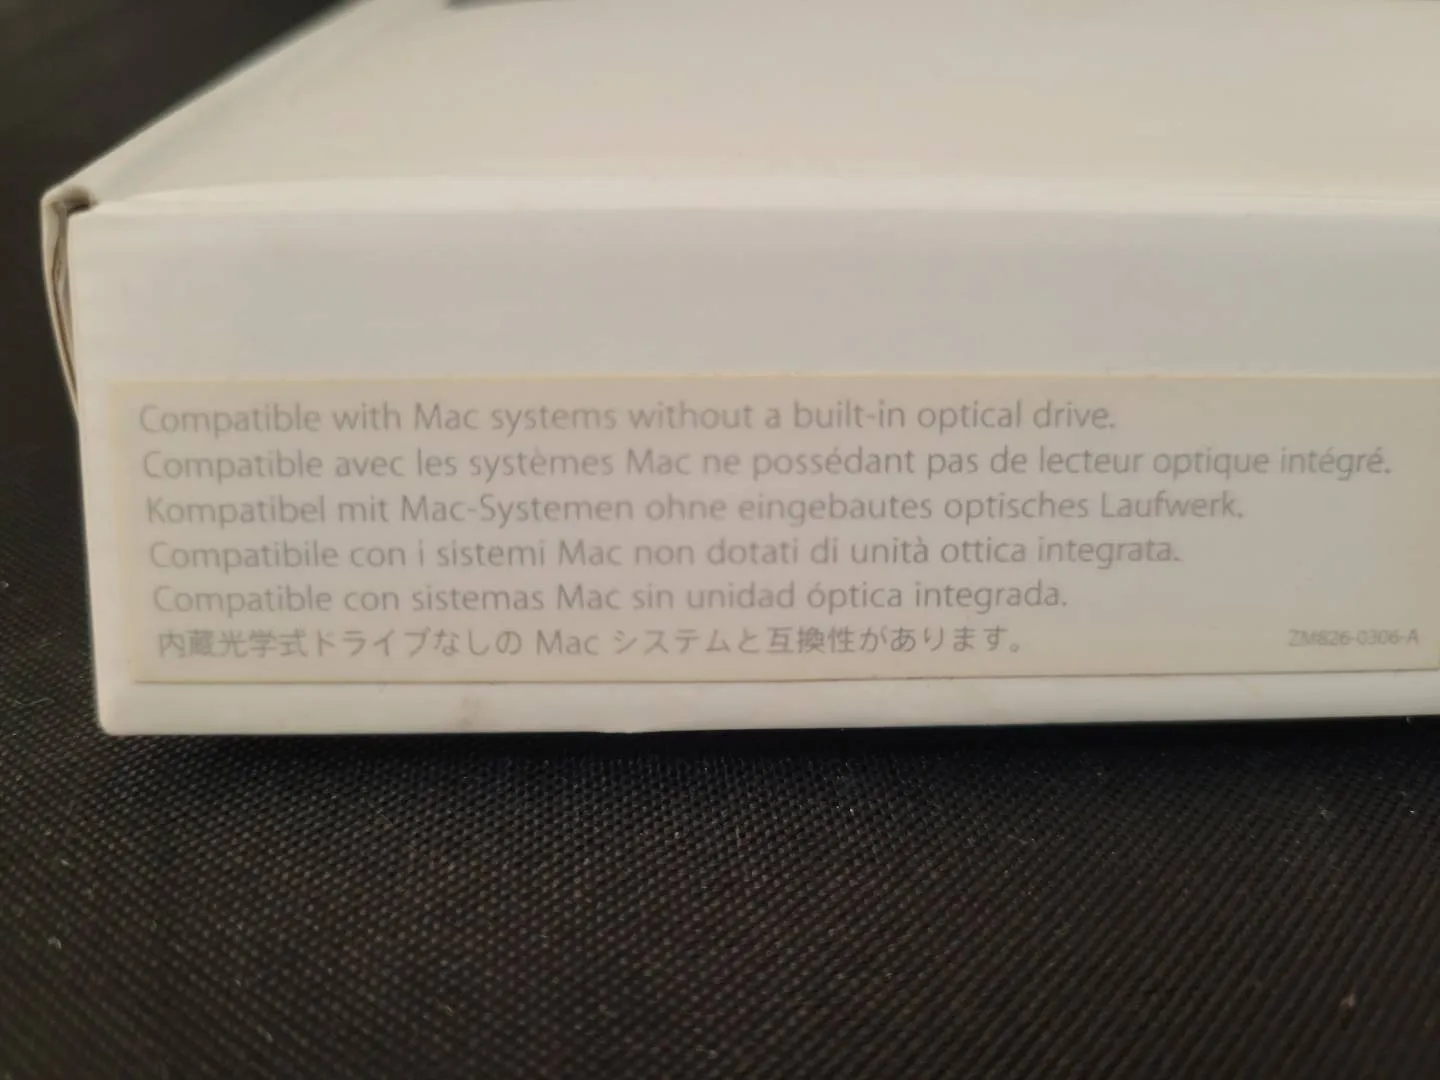 Compatible with Mac systems without a built-in optical drive.
Compatible avec les systèmes Mac ne possédant pas de lecteur optique intégré.
Kompatibel mit Mac-Systemen ohne eingebautes optisches Laufwerk.
Compatibile con i sistemi Mac non dotati di unità ottica integrata.
Compatible con sistemas Mac sin unidad óptica integrada.
内蔵光学式ドライブなしの Mac システムと互換性があります。
ZM826-0306-A